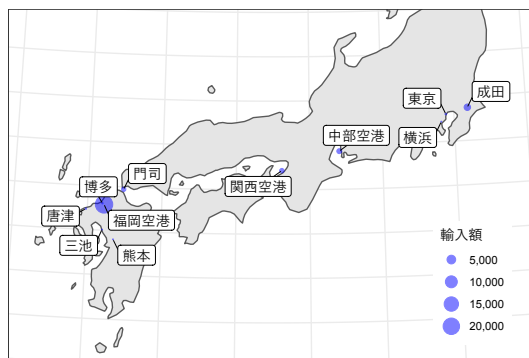 成田
東京
中部空港
横浜
門司
博多
関西空港
唐津
福岡空港
三池
熊本
輸入額
5,000
10,000
15,000
20,000